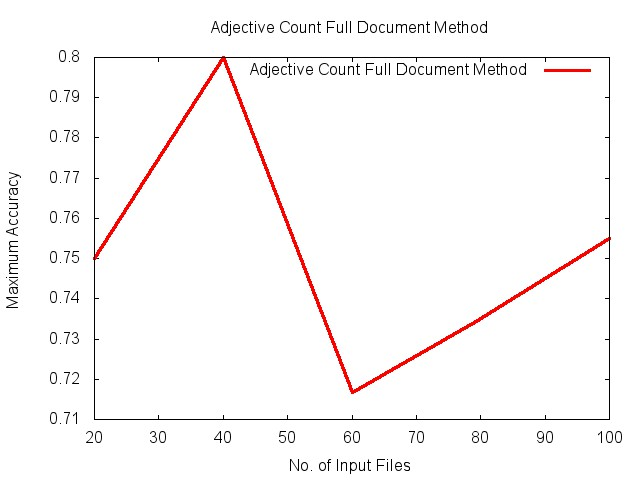 Adjective Count Full Document Method
Adjective Count Full Document Method
Maximum Accuracy
0.8
0.79
0.78
0.77
0.76
0.75
0.74
0.73
0.72
0.71
20 30 40 50 60 70 80 90 100
No. of Input Files